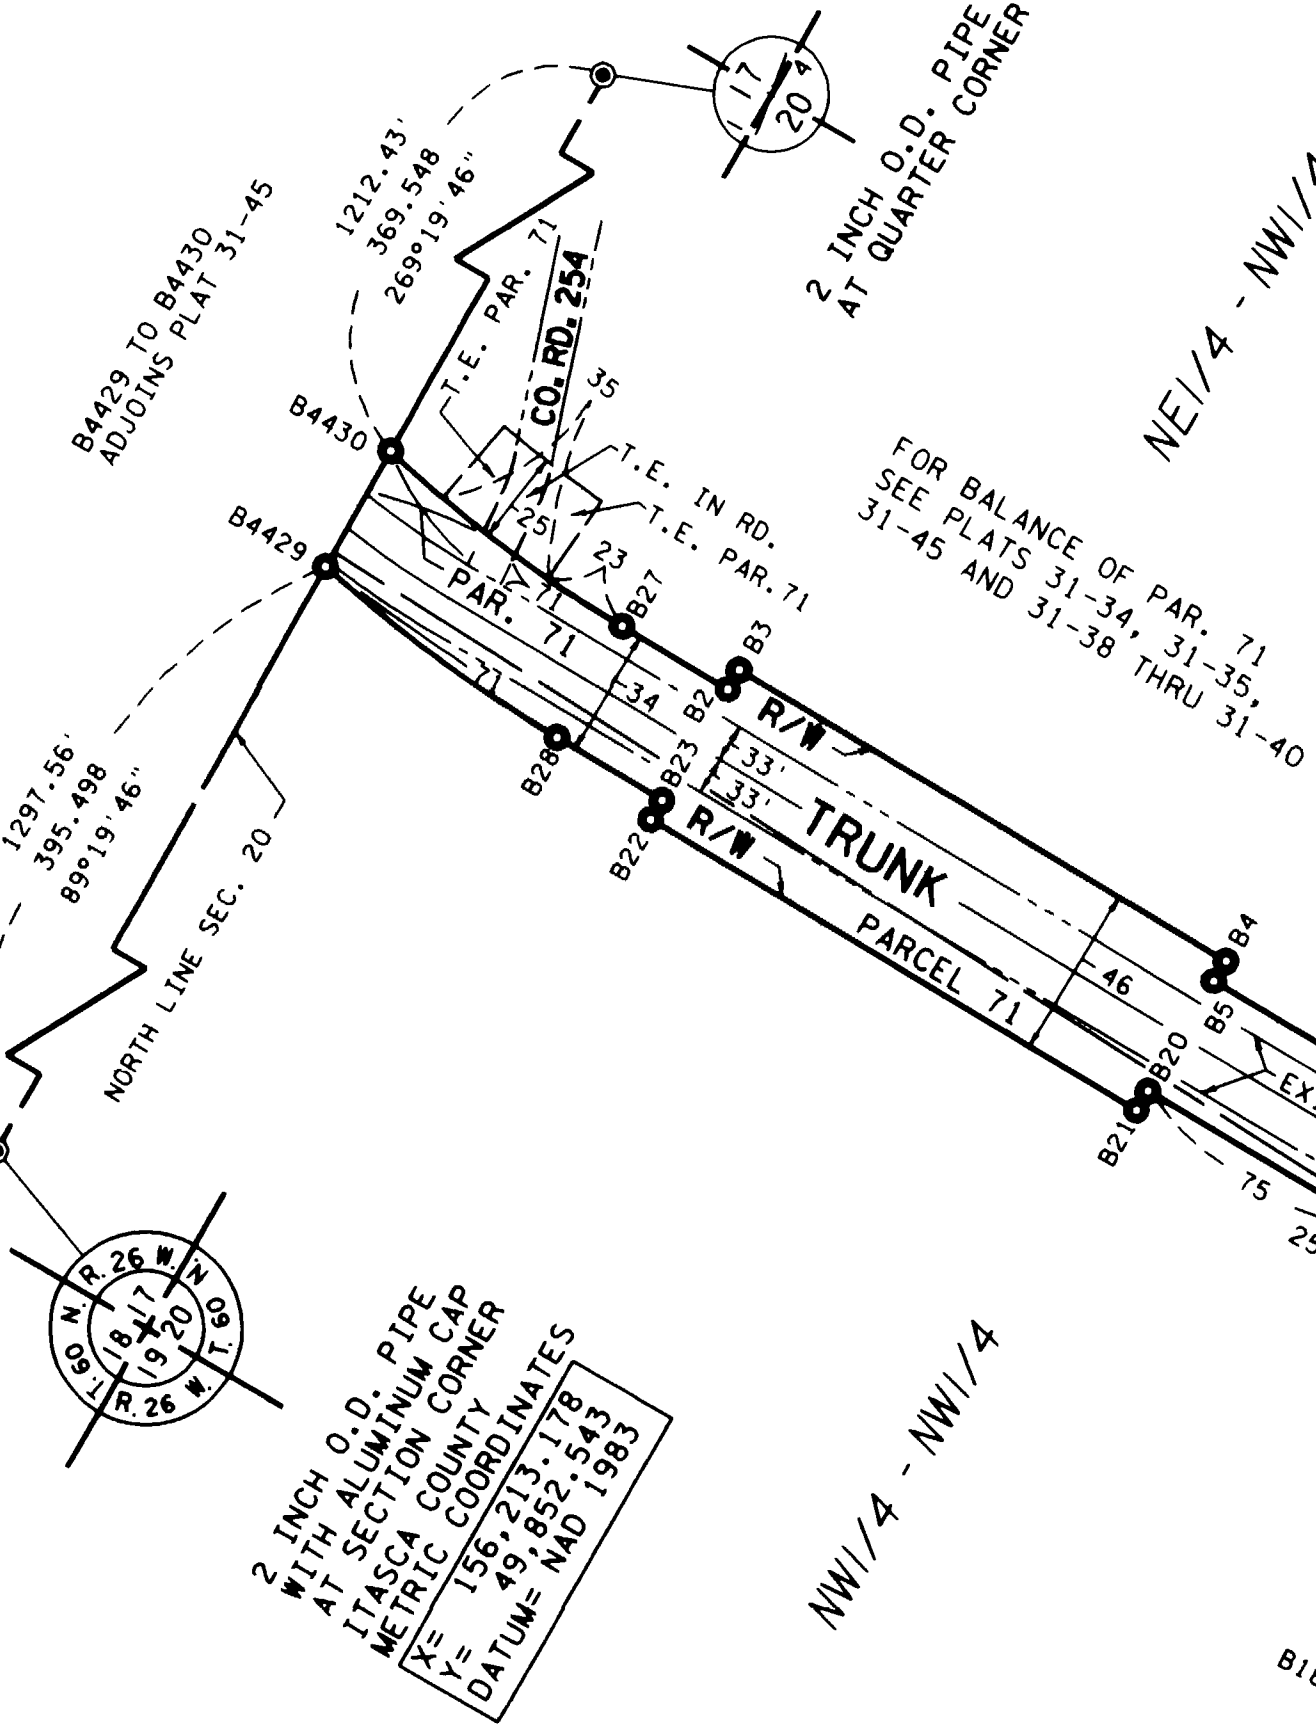 1212.43'
369.548
269°19'46"
17
20
1
4
2 INCH O.D. PIPE
AT QUARTER CORNER
B4429 TO B4430
ADJOINS PLAT 31-45
T.E. PAR. 71
CO. RD. 254
NE1/4 - NW1/4
B4430
35
T.E. IN RD.
T.E. PAR. 71
FOR BALANCE OF PAR. 71
SEE PLATS 31-34, 31-35,
31-45 AND 31-38 THRU 31-40
B4429
25
23
71
PAR. 71
B27
71
34
B3
B2
R/W
B28
B23
33'
33'
B22
R/W
TRUNK
PARCEL 71
46
B4
B5
B20
B21
EX.
75
25
1297.56'
395.498
89°19'46"
NORTH LINE SEC. 20
R. 26 W.
T. 60 N.
18 17
19 20
T. 60 N.
R. 26 W.
2 INCH O.D. PIPE
WITH ALUMINUM CAP
AT SECTION CORNER
ITASCA COUNTY
METRIC COORDINATES
X= 156,213.178
Y= 49,852.543
DATUM= NAD 1983
NW1/4 - NW1/4